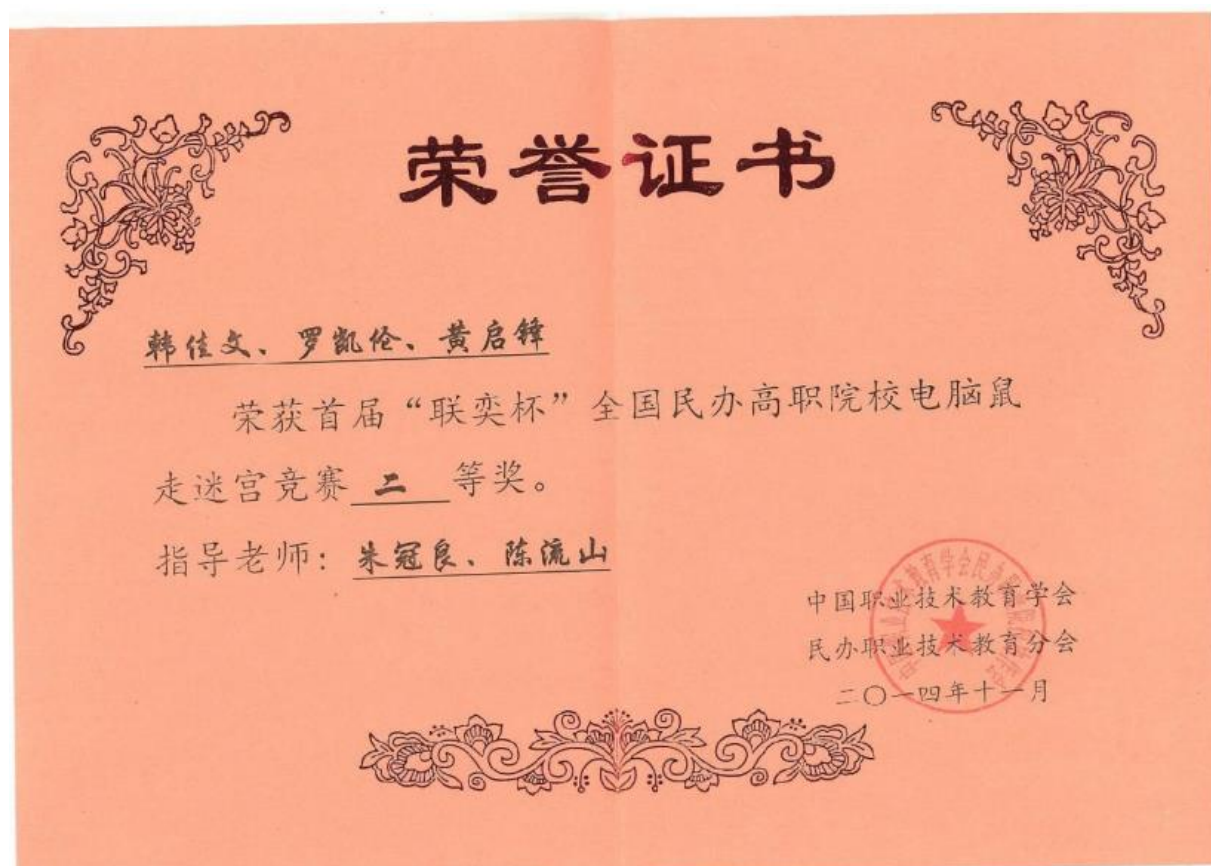 荣誉证书
韩佳文、罗凯伦、黄启锋
荣获首届“联奕杯”全国民办高职院校电脑鼠
走迷宫竞赛 二 等奖。
指导老师：朱冠良、陈流山
中国职业技术教育学会
民办职业技术教育分会
二〇一四年十一月